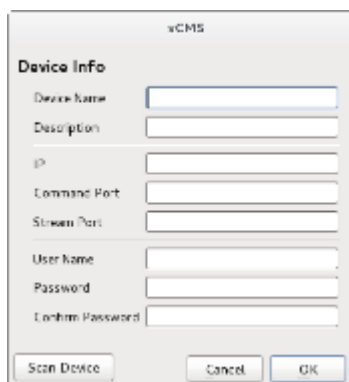 xCMS
Device Info
Device Name
Description
IP
Command Port
Stream Port
User Name
Password
Confirm Password
Scan Device
Cancel
OK